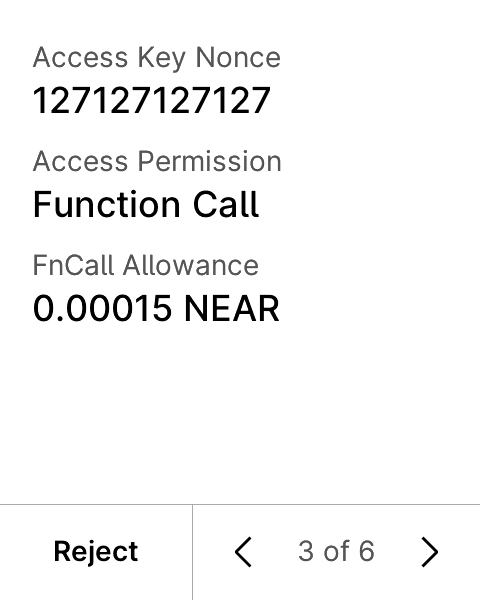 Access Key Nonce
127127127127
Access Permission
Function Call
FnCall Allowance
0.00015 NEAR
Reject
3 of 6